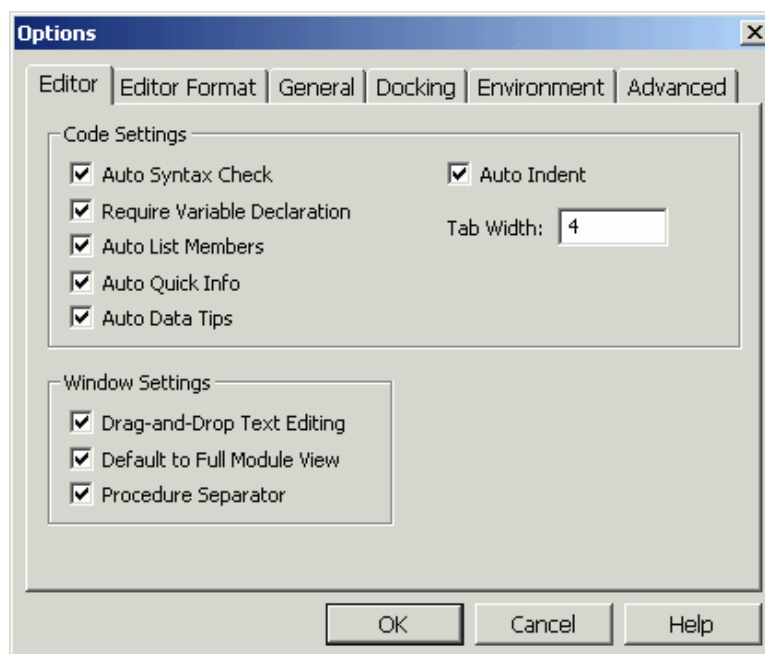 Options
Editor Editor Format General Docking Environment Advanced
Code Settings
Auto Syntax Check
Require Variable Declaration
Auto List Members
Auto Quick Info
Auto Data Tips
Auto Indent
Tab Width: 4
Window Settings
Drag-and-Drop Text Editing
Default to Full Module View
Procedure Separator
OK Cancel Help